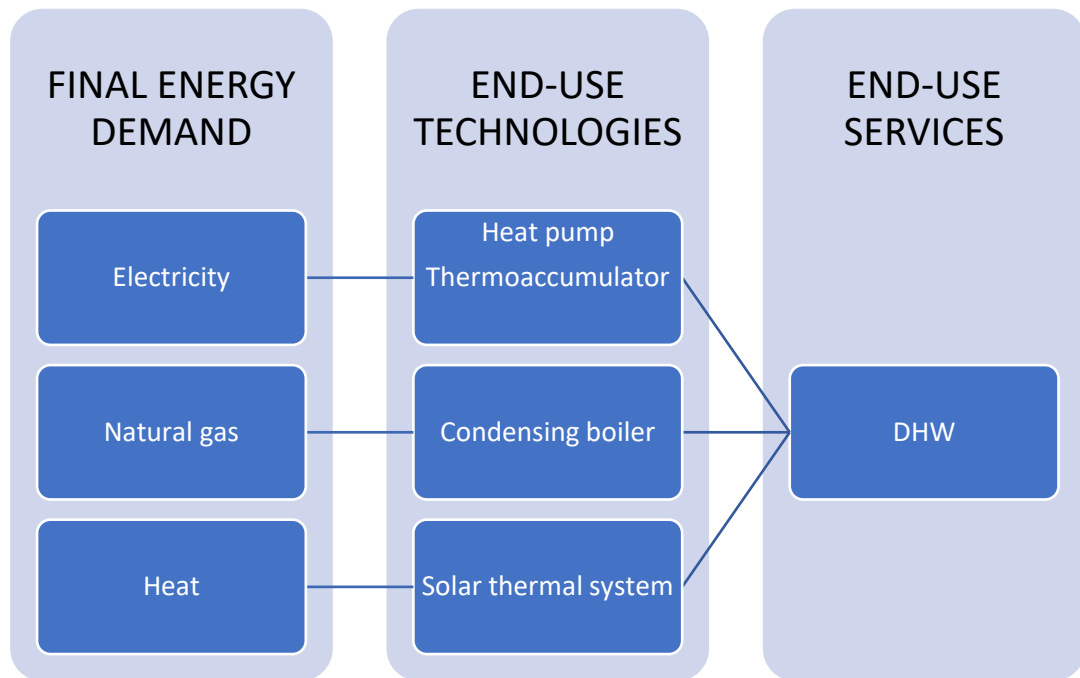 FINAL ENERGY
DEMAND
Electricity
Natural gas
Heat
END-USE
TECHNOLOGIES
Heat pump
Thermoaccumulator
Condensing boiler
Solar thermal system
END-USE
SERVICES
DHW